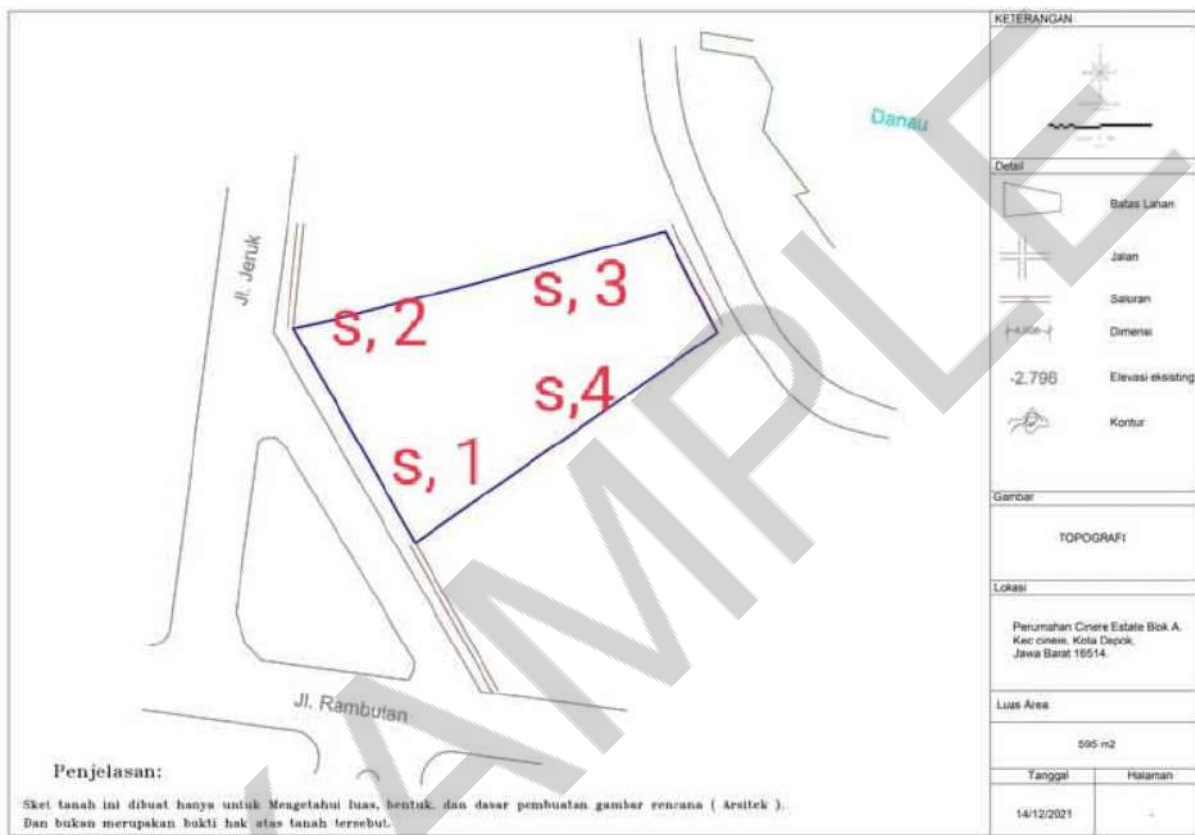 KETERANGAN
Danau
Detail
Batas Lahan
Jl. Jeruk
Jalan
s, 3
Saluran
s, 2
Dimensi
s,4
-2.796
Elevasi eksisting
Kontur
s, 1
Gambar
TOPOGRAFI
Lokasi
Perumahan Cinere Estate Blok A.
Kec cinere, Kota Depok,
Jawa Barat 16514.
Jl. Rambutan
Luas Area
595 m2
Penjelasan:
Tanggal
Halaman
14/12/2021
-
Sket tanah ini dibuat hanya untuk Mengetahui luas, bentuk, dan dasar pembuatan gambar rencana ( Arsitek ).
Dan bukan merupakan bukti hak atas tanah tersebut.